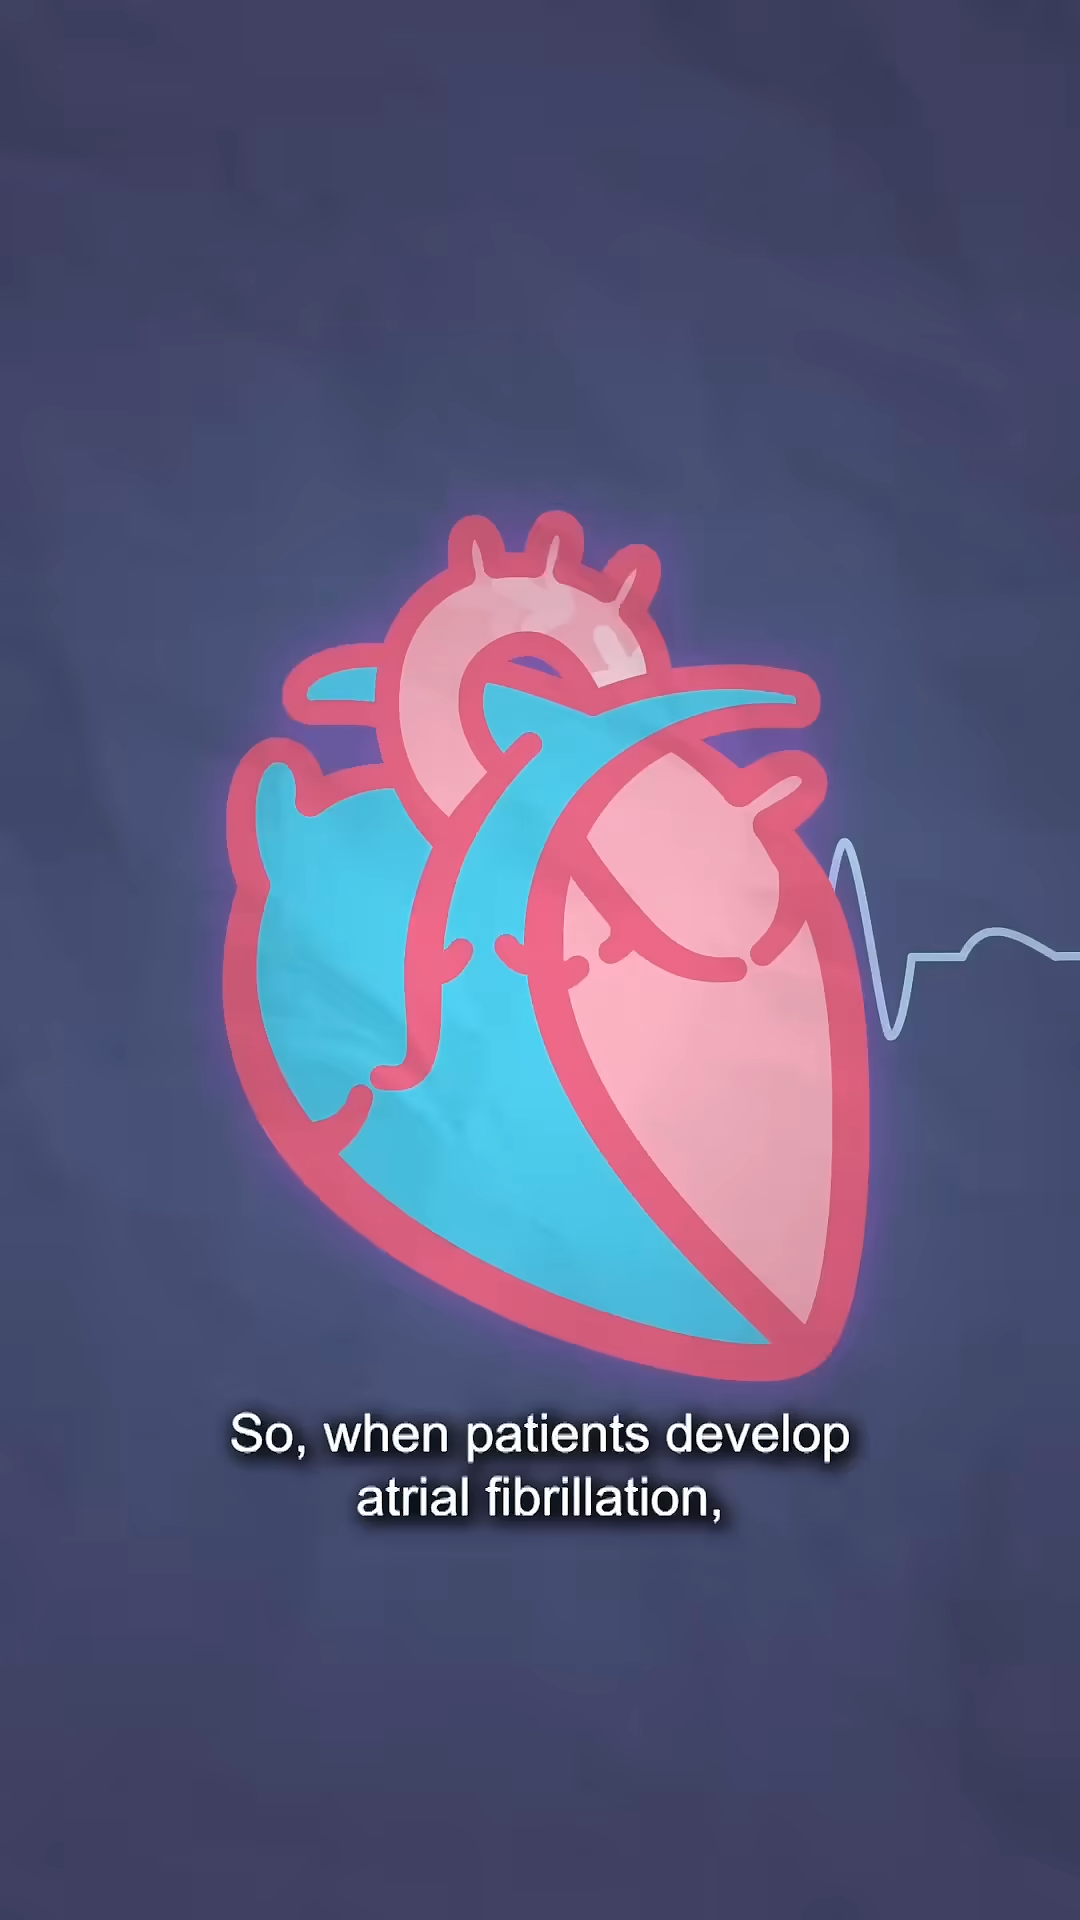 So, when patients develop
atrial fibrillation,